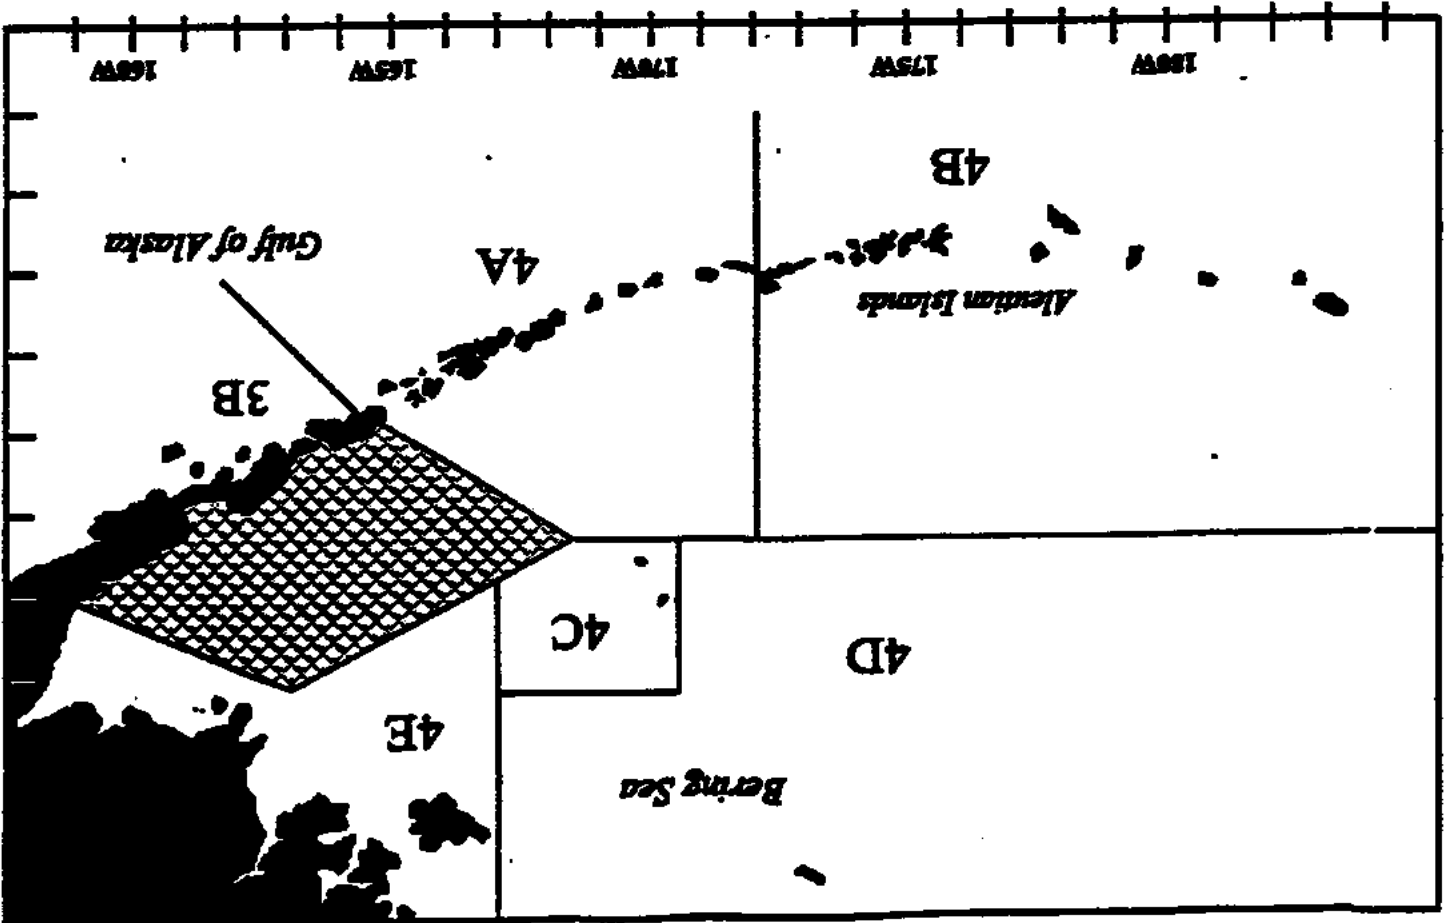 Bering Sea
4E
4D
4C
3B
Aleutian Islands
4A
Gulf of Alaska
4B
180W 175W 170W 165W 160W